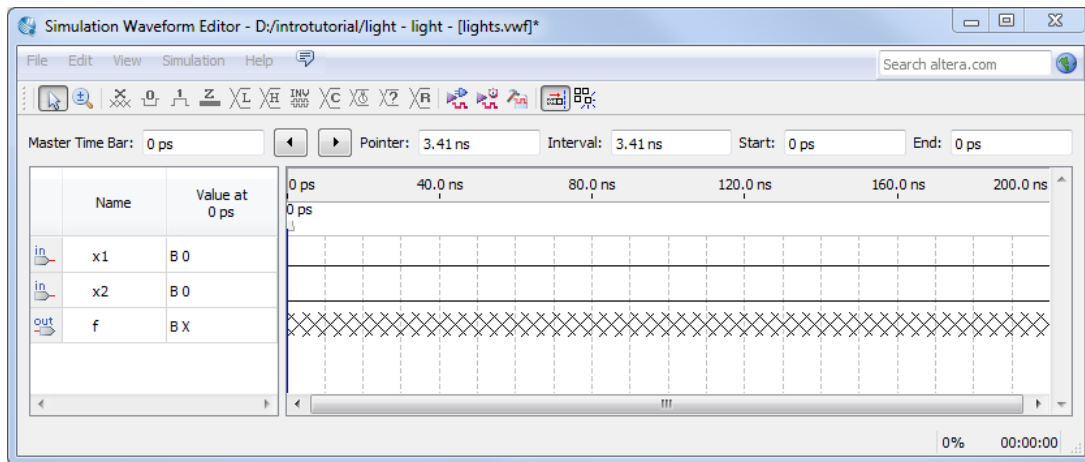 Simulation Waveform Editor - D:/introtutorial/light - light - [lights.vwf]*
File Edit View Simulation Help
Search altera.com
Master Time Bar: 0 ps Pointer: 3.41 ns Interval: 3.41 ns Start: 0 ps End: 0 ps
Name Value at 0 ps
0 ps 40.0 ns 80.0 ns 120.0 ns 160.0 ns 200.0 ns
0 ps
in x1 B 0
in x2 B 0
out f B X
0% 00:00:00